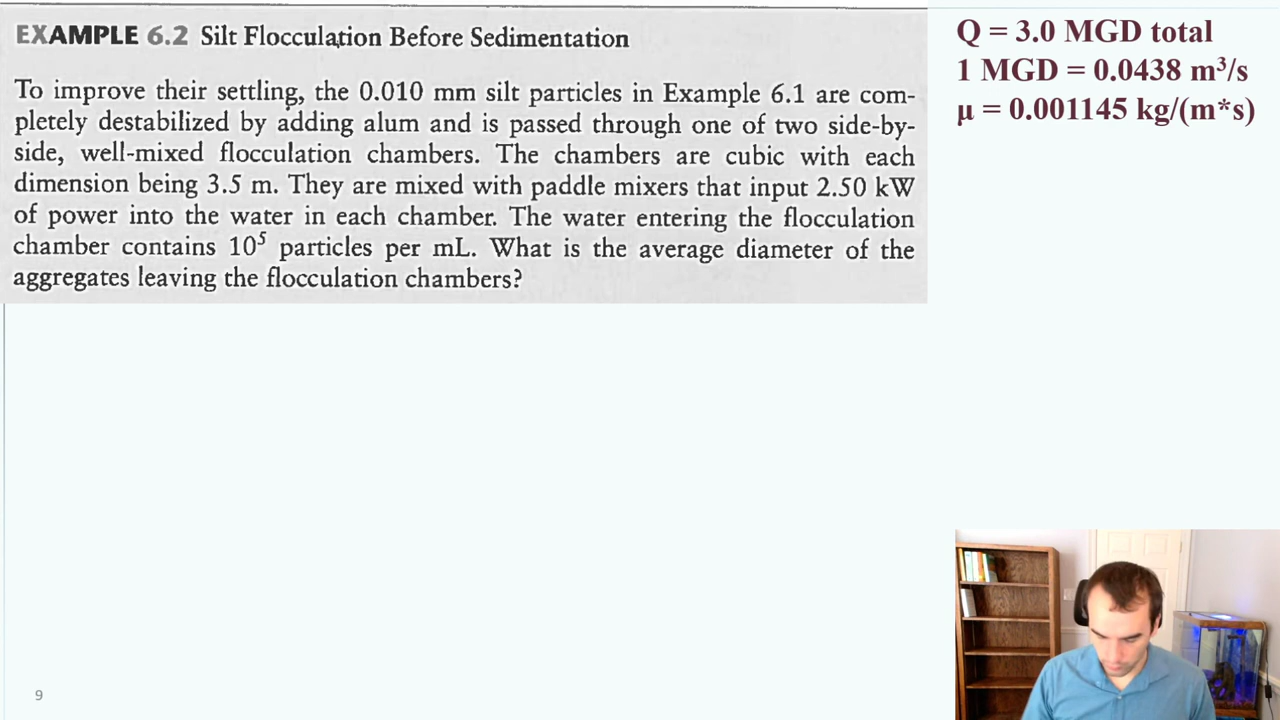 EXAMPLE 6.2 Silt Flocculation Before Sedimentation
To improve their settling, the 0.010 mm silt particles in Example 6.1 are com-
pletely destabilized by adding alum and is passed through one of two side-by-
side, well-mixed flocculation chambers. The chambers are cubic with each
dimension being 3.5 m. They are mixed with paddle mixers that input 2.50 kW
of power into the water in each chamber. The water entering the flocculation
chamber contains 10⁵ particles per mL. What is the average diameter of the
aggregates leaving the flocculation chambers?
Q = 3.0 MGD total
1 MGD = 0.0438 m³/s
μ = 0.001145 kg/(m*s)
9